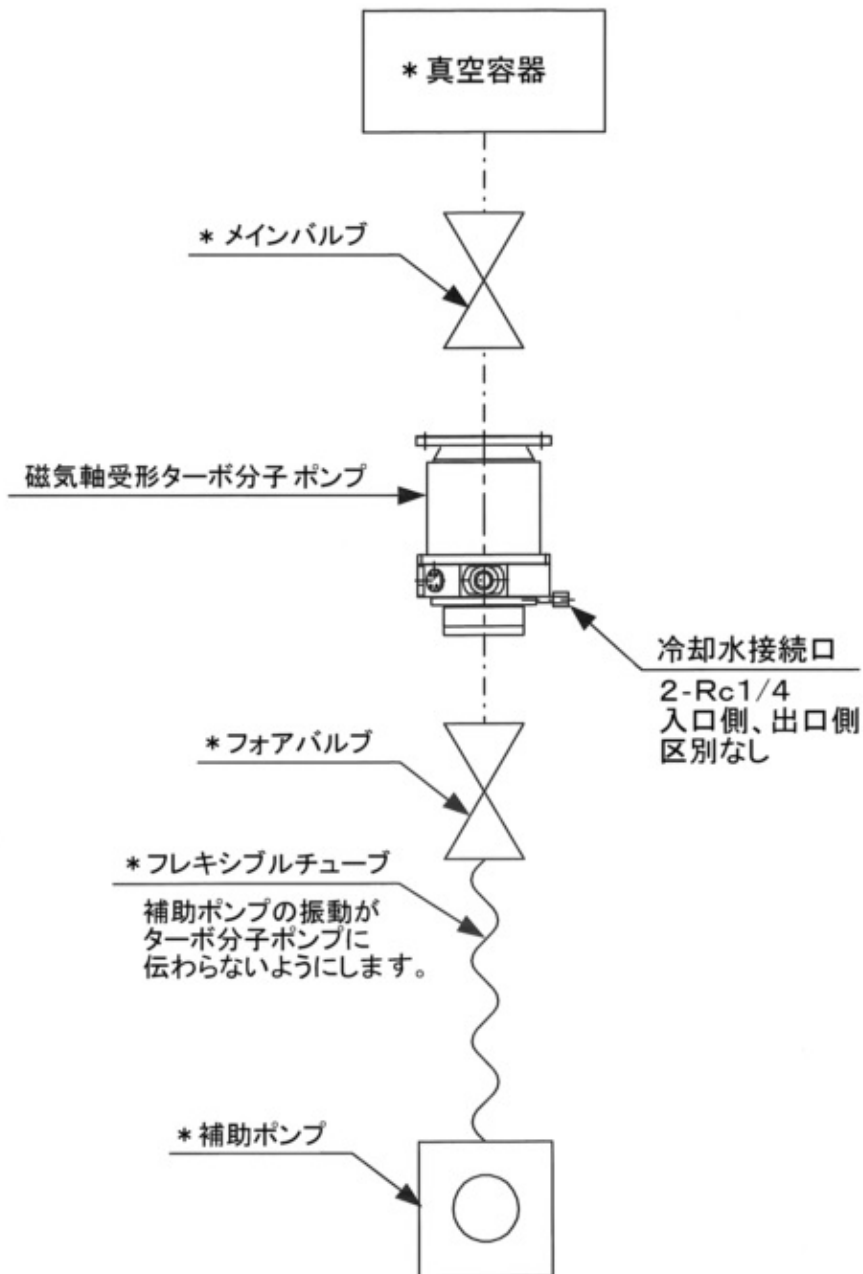 * 真空容器
* メインバルブ
磁気軸受形ターボ分子ポンプ
冷却水接続口
2-Rc1/4
入口側、出口側
区別なし
* フォアバルブ
* フレキシブルチューブ
補助ポンプの振動が
ターボ分子ポンプに
伝わらないようにします。
* 補助ポンプ